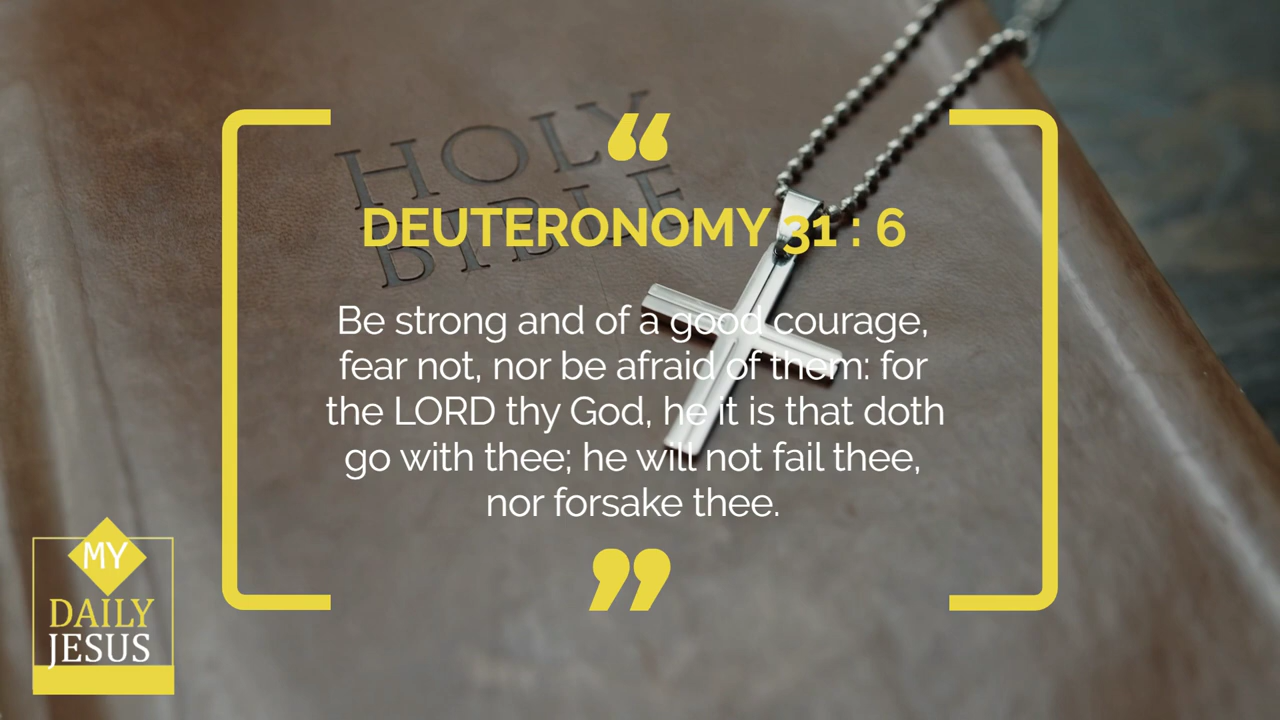 HOLY
BIBLE
“
DEUTERONOMY 31 : 6
Be strong and of a good courage,
fear not, nor be afraid of them: for
the LORD thy God, he it is that doth
go with thee; he will not fail thee,
nor forsake thee.
”
MY
DAILY
JESUS